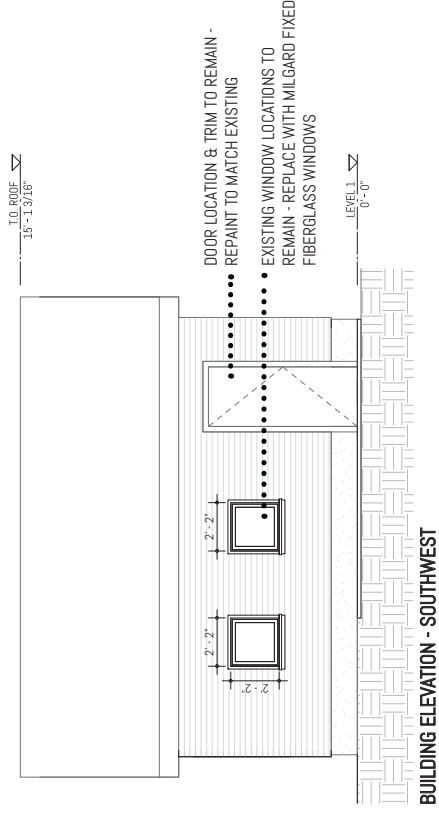 T.O. ROOF
15' - 1 3/16"
DOOR LOCATION & TRIM TO REMAIN -
REPAINT TO MATCH EXISTING
EXISTING WINDOW LOCATIONS TO
REMAIN - REPLACE WITH MILGARD FIXED
FIBERGLASS WINDOWS
LEVEL 1
0' - 0"
2' - 2"
2' - 2"
2' - 2"
BUILDING ELEVATION - SOUTHWEST